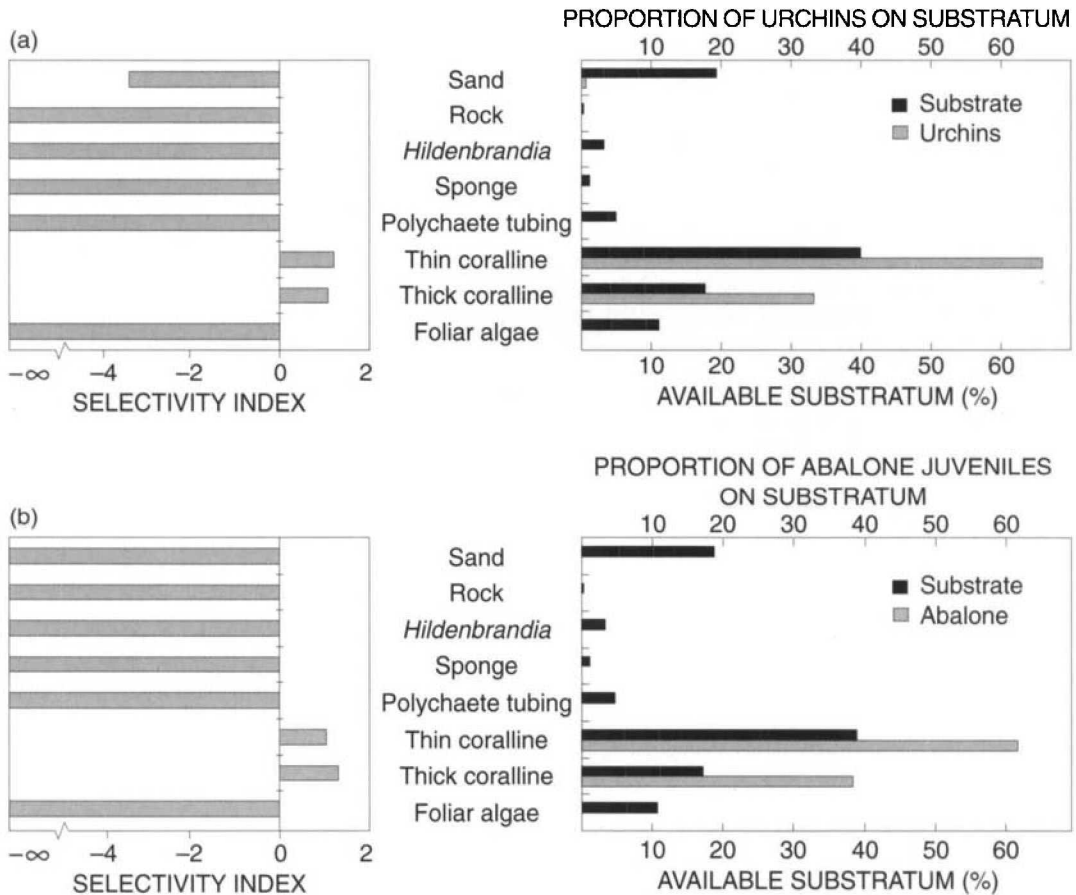 PROPORTION OF URCHINS ON SUBSTRATUM
(a)
10 20 30 40 50 60
Sand
Rock
Hildenbrandia
Sponge
Polychaete tubing
Thin coralline
Thick coralline
Foliar algae
Substrate
Urchins
−∞ −4 −2 0 2
SELECTIVITY INDEX
10 20 30 40 50 60
AVAILABLE SUBSTRATUM (%)
PROPORTION OF ABALONE JUVENILES
ON SUBSTRATUM
(b)
10 20 30 40 50 60
Sand
Rock
Hildenbrandia
Sponge
Polychaete tubing
Thin coralline
Thick coralline
Foliar algae
Substrate
Abalone
−∞ −4 −2 0 2
SELECTIVITY INDEX
10 20 30 40 50 60
AVAILABLE SUBSTRATUM (%)